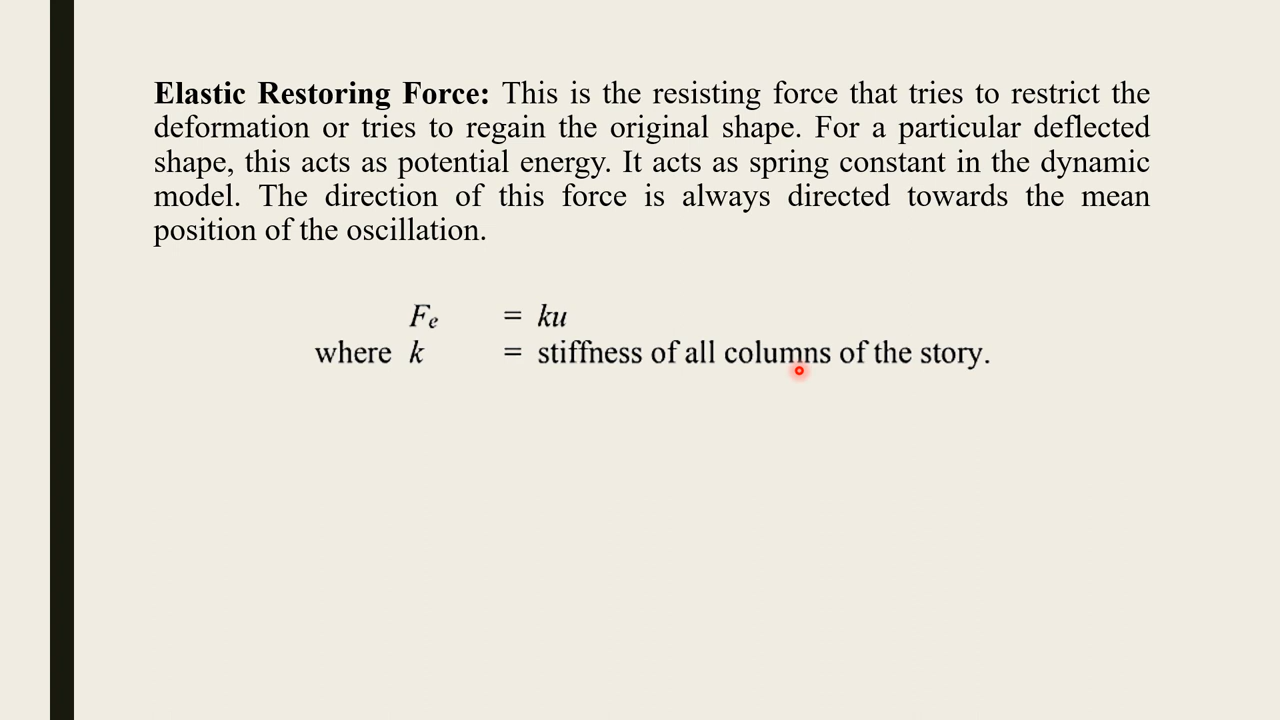 Elastic Restoring Force: This is the resisting force that tries to restrict the
deformation or tries to regain the original shape. For a particular deflected
shape, this acts as potential energy. It acts as spring constant in the dynamic
model. The direction of this force is always directed towards the mean
position of the oscillation.
Fe = ku
where k = stiffness of all columns of the story.